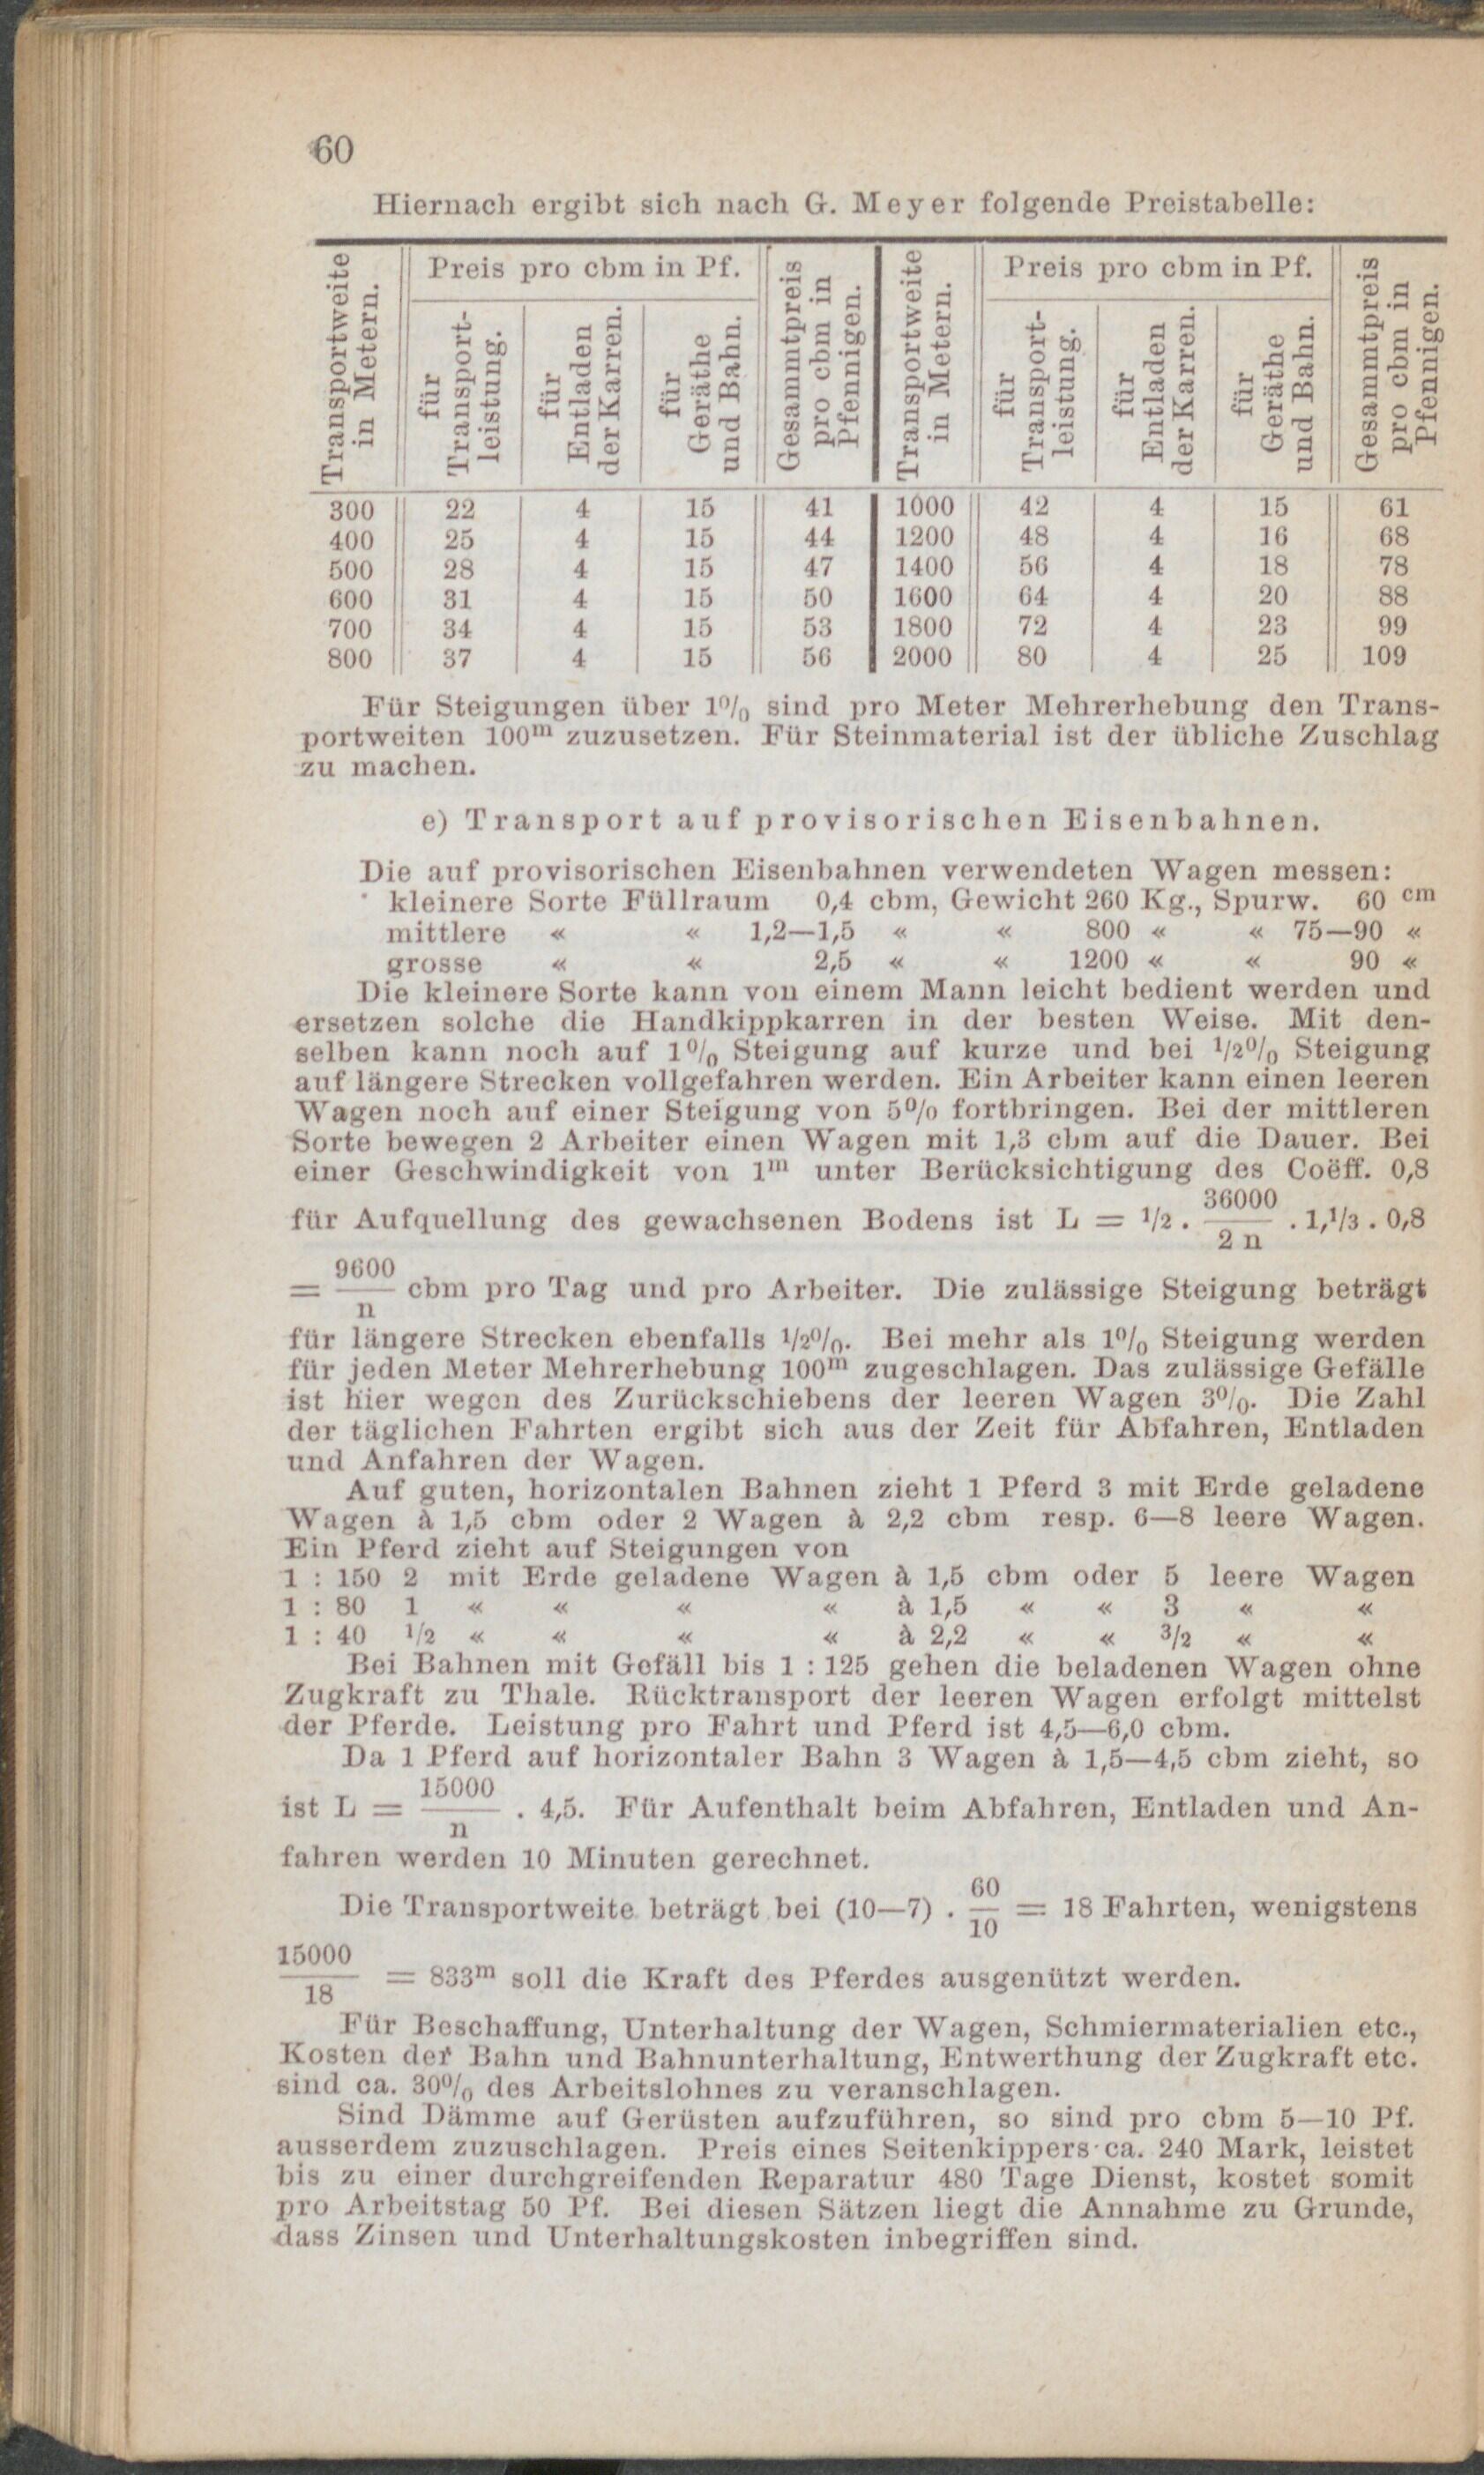 60
Hiernach ergibt sich nach G. Meyer folgende Preistabelle:
Transportweite in Metern. | Preis pro cbm in Pf. | Gesammtpreis pro cbm in Pfennigen. | Transportweite in Metern. | Preis pro cbm in Pf. | Gesammtpreis pro cbm in Pfennigen.
für Transport-leistung. | für Entladen der Karren. | für Geräthe und Bahn. | für Transport-leistung. | für Entladen der Karren. | für Geräthe und Bahn.
300 22 4 15 41 1000 42 4 15 61
400 25 4 15 44 1200 48 4 16 68
500 28 4 15 47 1400 56 4 18 78
600 31 4 15 50 1600 64 4 20 88
700 34 4 15 53 1800 72 4 23 99
800 37 4 15 56 2000 80 4 25 109
Für Steigungen über 1% sind pro Meter Mehrerhebung den Trans-
portweiten 100m zuzusetzen. Für Steinmaterial ist der übliche Zuschlag
zu machen.
e) Transport auf provisorischen Eisenbahnen.
Die auf provisorischen Eisenbahnen verwendeten Wagen messen:
kleinere Sorte Füllraum 0,4 cbm, Gewicht 260 Kg., Spurw. 60 cm
mittlere « « 1,2—1,5 « « 800 « « 75—90 «
grosse « « 2,5 « « 1200 « « 90 «
Die kleinere Sorte kann von einem Mann leicht bedient werden und
ersetzen solche die Handkippkarren in der besten Weise. Mit den-
selben kann noch auf 1% Steigung auf kurze und bei 1/2% Steigung
auf längere Strecken vollgefahren werden. Ein Arbeiter kann einen leeren
Wagen noch auf einer Steigung von 5% fortbringen. Bei der mittleren
Sorte bewegen 2 Arbeiter einen Wagen mit 1,3 cbm auf die Dauer. Bei
einer Geschwindigkeit von 1m unter Berücksichtigung des Coëff. 0,8
für Aufquellung des gewachsenen Bodens ist L = 1/2 . 36000/2 n . 1,1/3 . 0,8
= 9600/n cbm pro Tag und pro Arbeiter. Die zulässige Steigung beträgt
für längere Strecken ebenfalls 1/2%. Bei mehr als 1% Steigung werden
für jeden Meter Mehrerhebung 100m zugeschlagen. Das zulässige Gefälle
ist hier wegen des Zurückschiebens der leeren Wagen 3%. Die Zahl
der täglichen Fahrten ergibt sich aus der Zeit für Abfahren, Entladen
und Anfahren der Wagen.
Auf guten, horizontalen Bahnen zieht 1 Pferd 3 mit Erde geladene
Wagen à 1,5 cbm oder 2 Wagen à 2,2 cbm resp. 6—8 leere Wagen.
Ein Pferd zieht auf Steigungen von
1 : 150 2 mit Erde geladene Wagen à 1,5 cbm oder 5 leere Wagen
1 : 80 1 « « « « à 1,5 « « 3 « «
1 : 40 1/2 « « « « à 2,2 « « 3/2 « «
Bei Bahnen mit Gefäll bis 1 : 125 gehen die beladenen Wagen ohne
Zugkraft zu Thale. Rücktransport der leeren Wagen erfolgt mittelst
der Pferde. Leistung pro Fahrt und Pferd ist 4,5—6,0 cbm.
Da 1 Pferd auf horizontaler Bahn 3 Wagen à 1,5—4,5 cbm zieht, so
ist L = 15000/n . 4,5. Für Aufenthalt beim Abfahren, Entladen und An-
fahren werden 10 Minuten gerechnet.
Die Transportweite beträgt bei (10—7) . 60/10 = 18 Fahrten, wenigstens
15000/18 = 833m soll die Kraft des Pferdes ausgenützt werden.
Für Beschaffung, Unterhaltung der Wagen, Schmiermaterialien etc.,
Kosten der Bahn und Bahnunterhaltung, Entwerthung der Zugkraft etc.
sind ca. 30% des Arbeitslohnes zu veranschlagen.
Sind Dämme auf Gerüsten aufzuführen, so sind pro cbm 5—10 Pf.
ausserdem zuzuschlagen. Preis eines Seitenkippers ca. 240 Mark, leistet
bis zu einer durchgreifenden Reparatur 480 Tage Dienst, kostet somit
pro Arbeitstag 50 Pf. Bei diesen Sätzen liegt die Annahme zu Grunde,
dass Zinsen und Unterhaltungskosten inbegriffen sind.